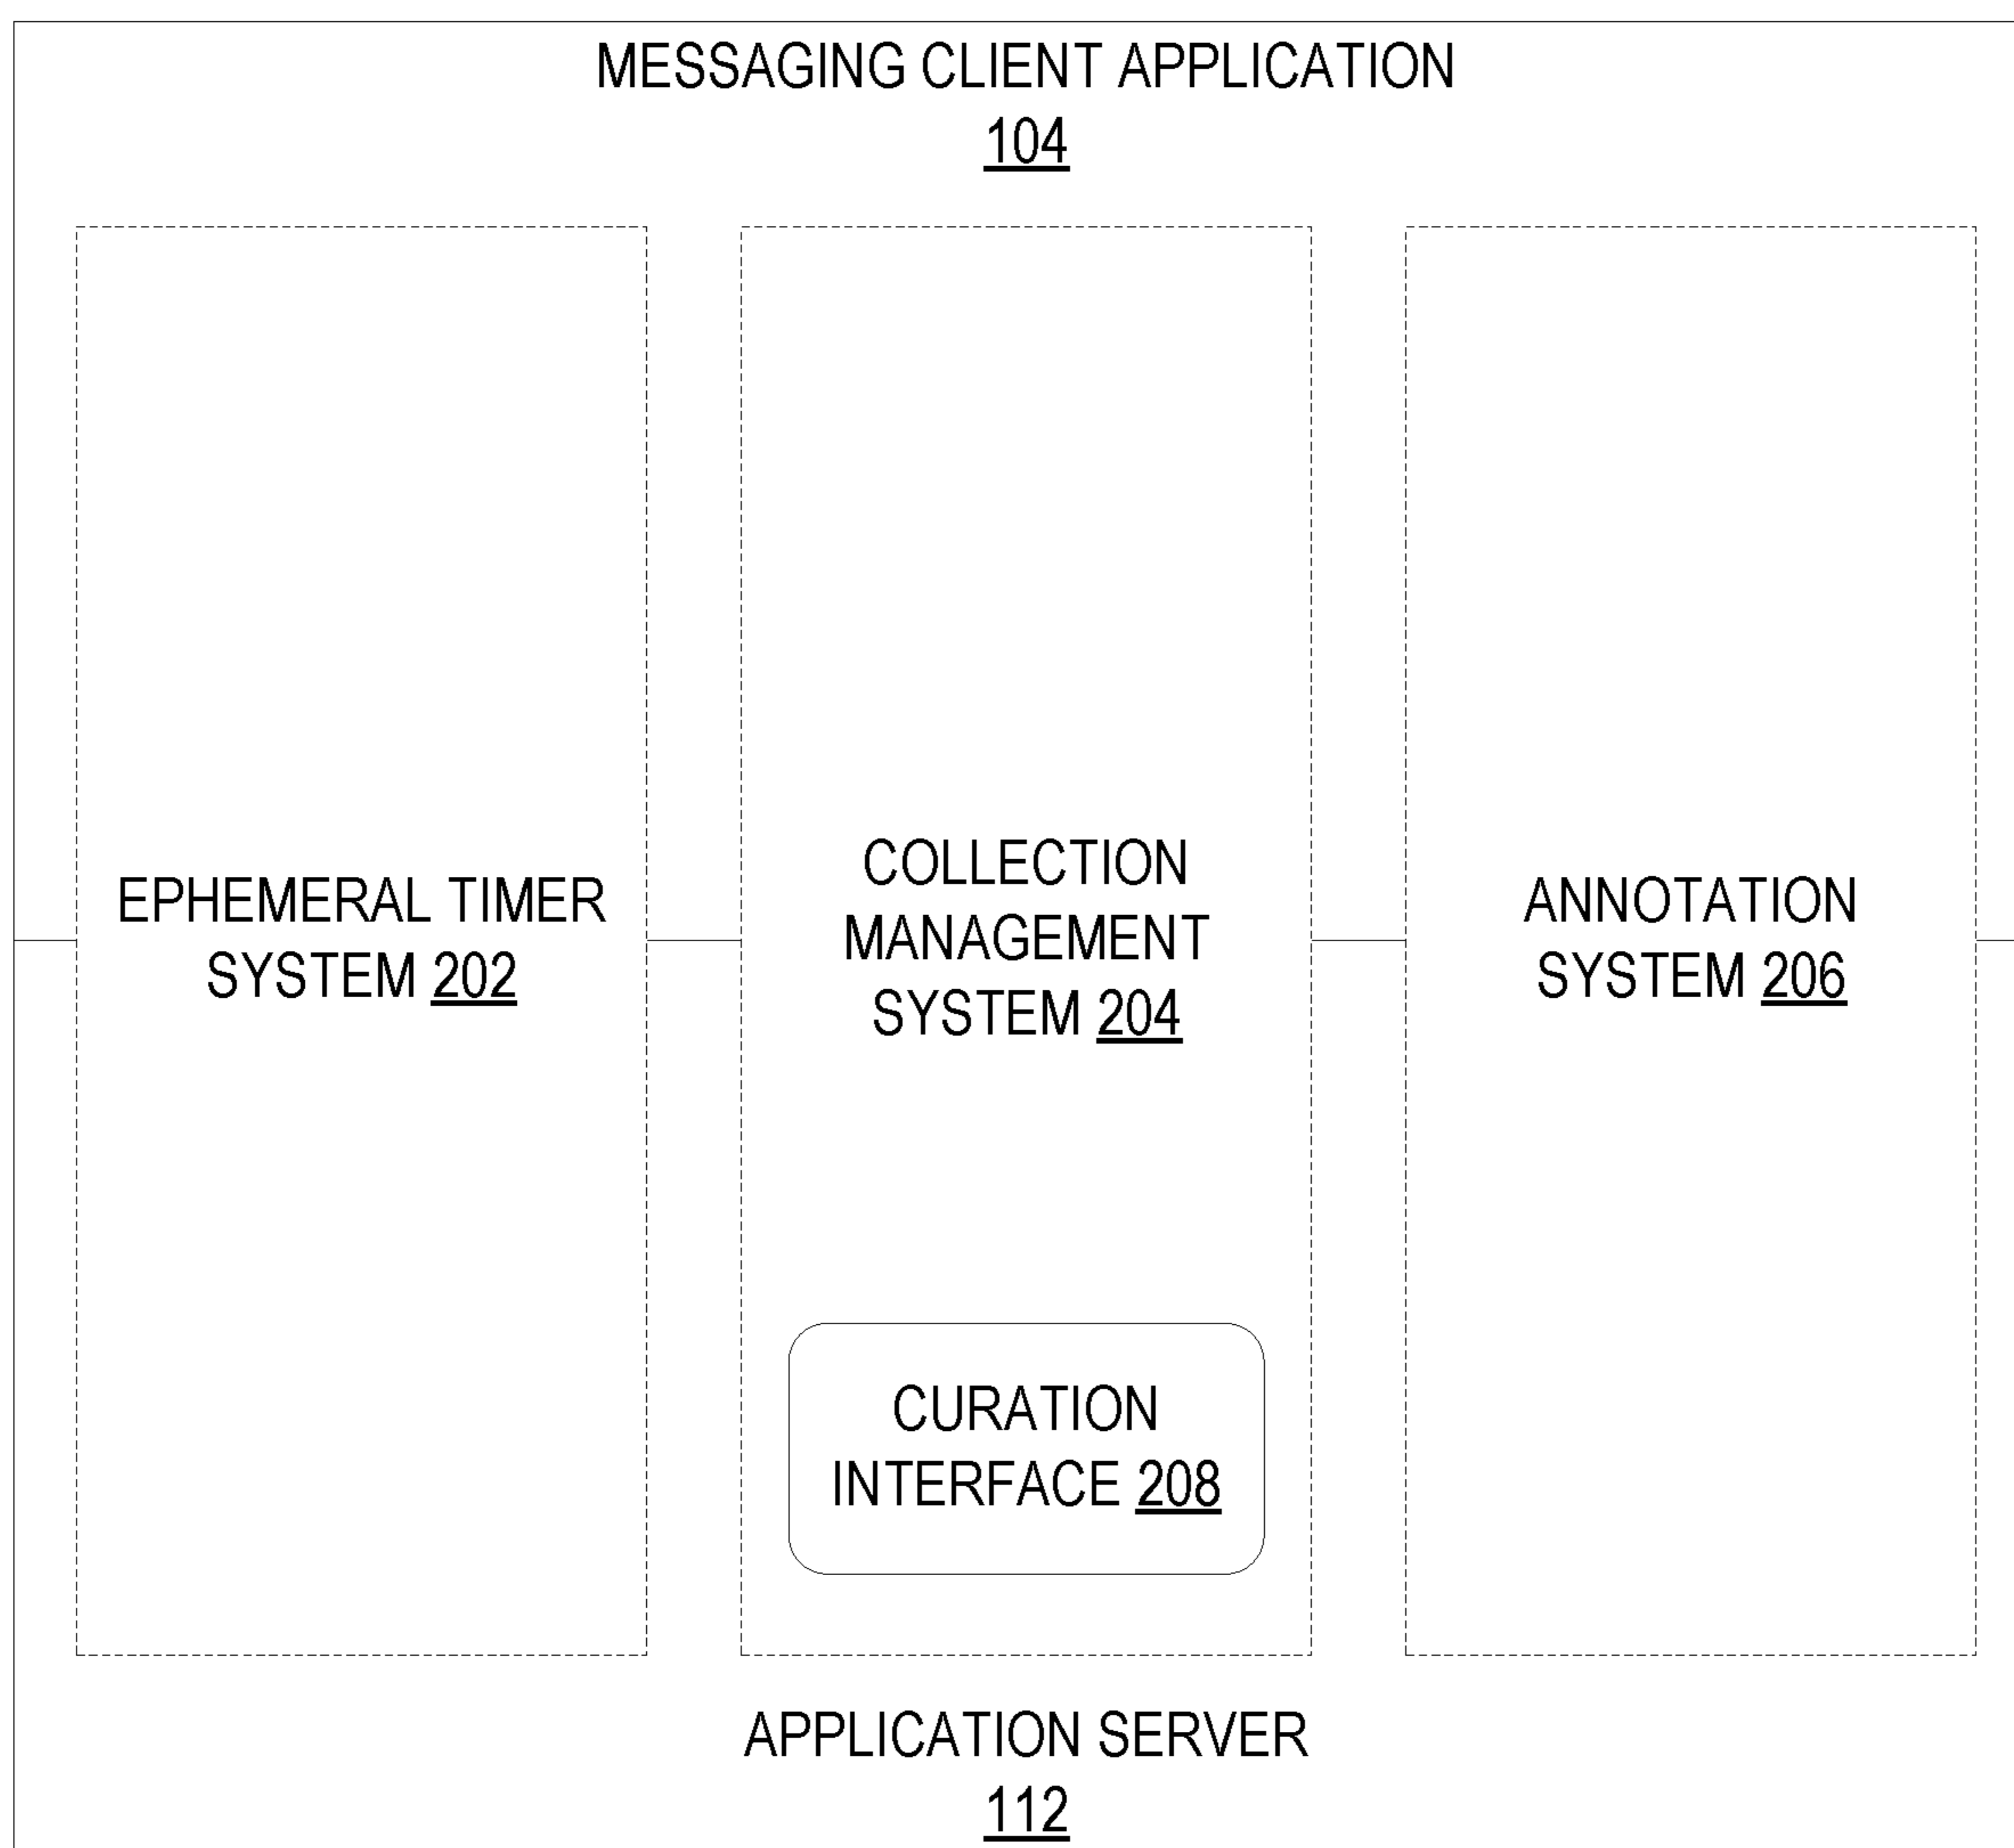 MESSAGING CLIENT APPLICATION
104
EPHEMERAL TIMER
SYSTEM 202
COLLECTION
MANAGEMENT
SYSTEM 204
ANNOTATION
SYSTEM 206
CURATION
INTERFACE 208
APPLICATION SERVER
112